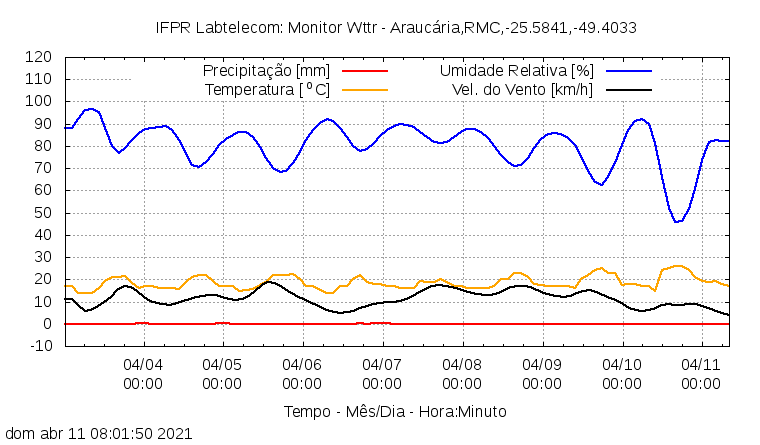 IFPR Labtelecom: Monitor Wttr - Araucária,RMC,-25.5841,-49.4033
120
110
100
90
80
70
60
50
40
30
20
10
0
-10
Precipitação [mm]
Umidade Relativa [%]
Temperatura [⁰C]
Vel. do Vento [km/h]
04/04 04/05 04/06 04/07 04/08 04/09 04/10 04/11
00:00 00:00 00:00 00:00 00:00 00:00 00:00 00:00
Tempo - Mês/Dia - Hora:Minuto
dom abr 11 08:01:50 2021